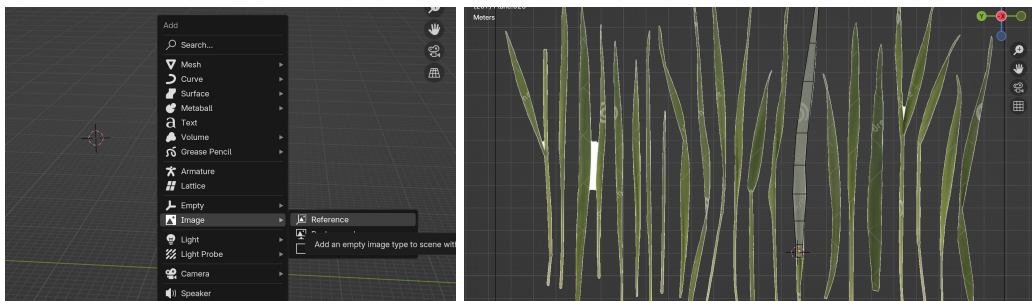 Add
Search...
Mesh
Curve
Surface
Metaball
Text
Volume
Grease Pencil
Armature
Lattice
Empty
Image
Reference
Add an empty image type to scene wit
Light
Light Probe
Camera
Speaker
Meters
Y
X